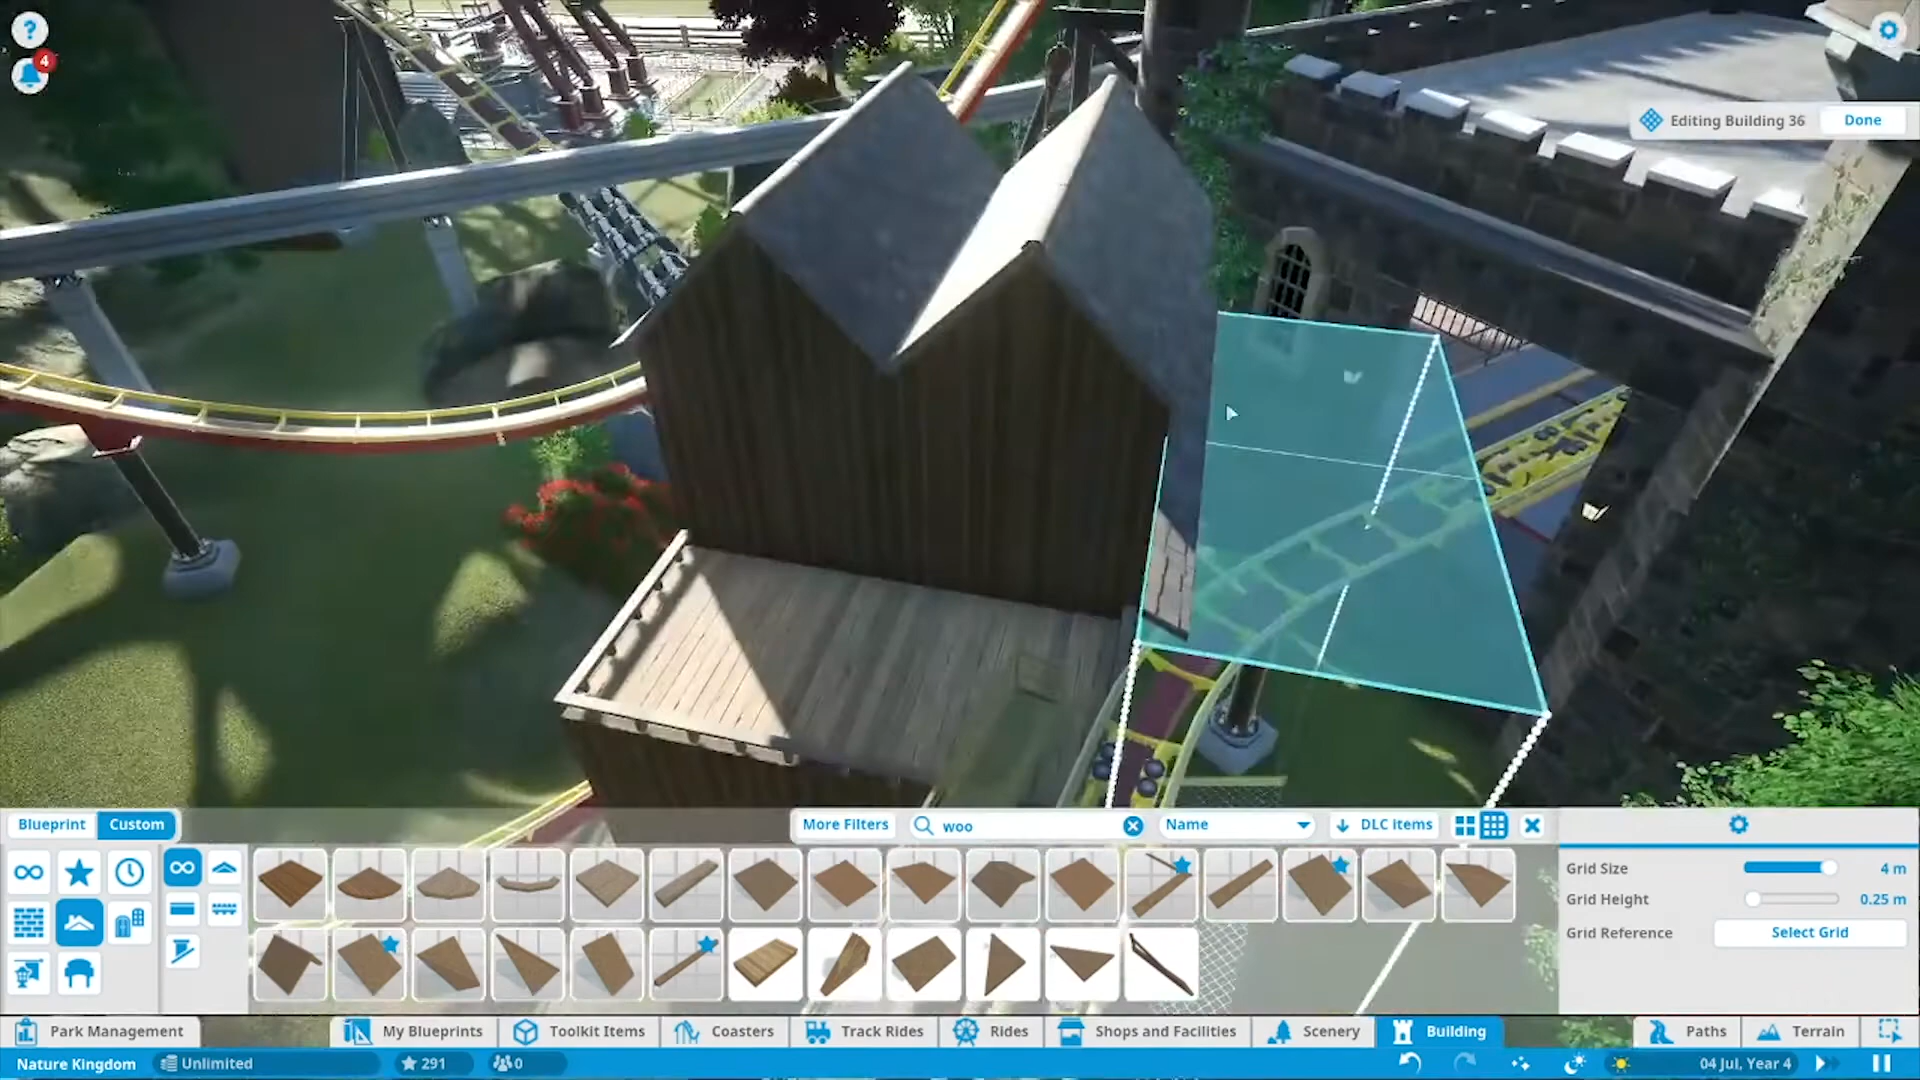 ?
4
Editing Building 36
Done
Blueprint
Custom
More Filters
woo
Name
DLC items
Grid Size
4 m
Grid Height
0.25 m
Grid Reference
Select Grid
Park Management
My Blueprints
Toolkit Items
Coasters
Track Rides
Rides
Shops and Facilities
Scenery
Building
Paths
Terrain
Nature Kingdom
Unlimited
291
0
04 Jul, Year 4